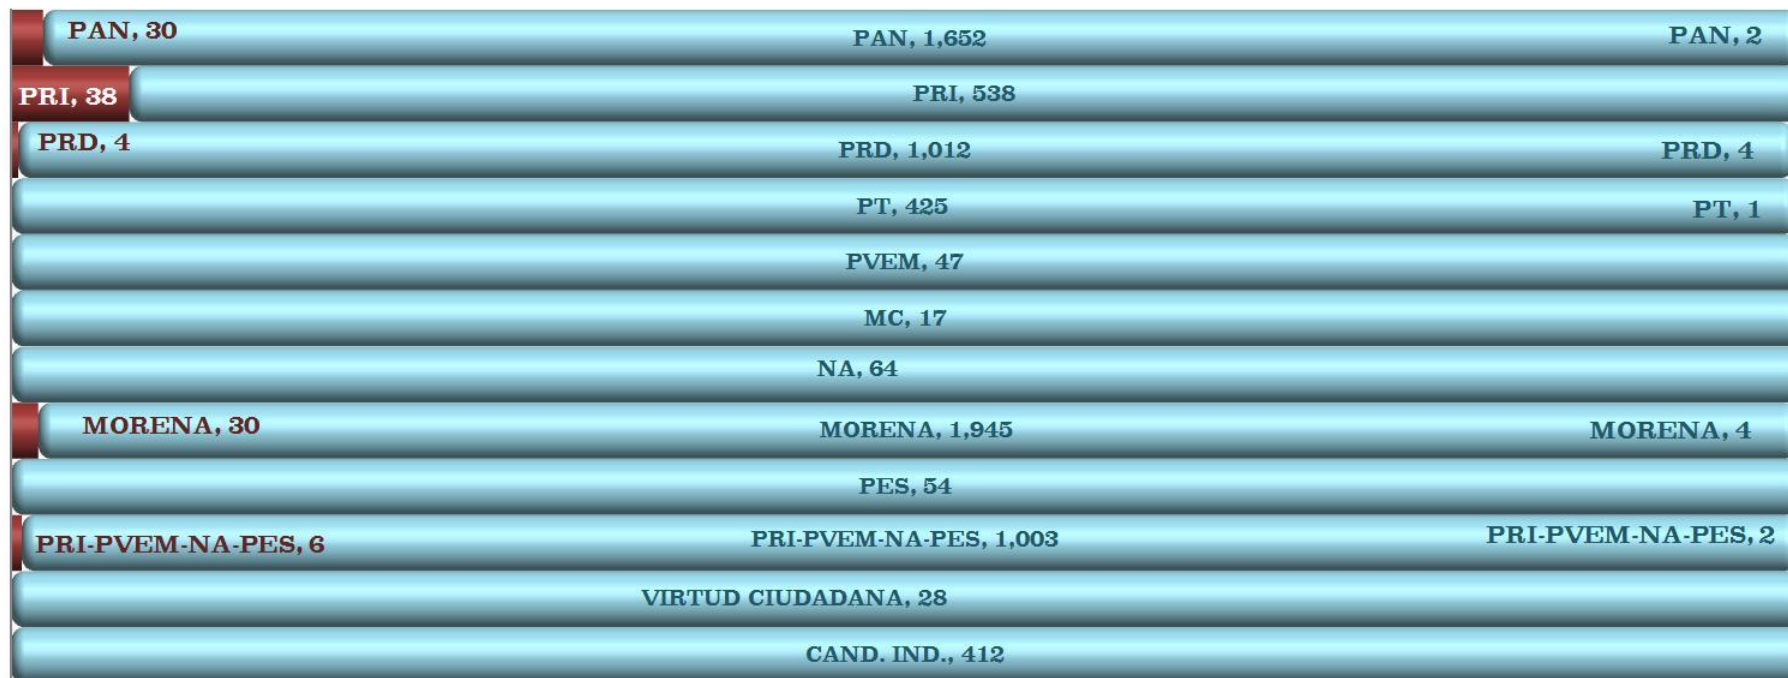 PAN, 30 PAN, 1,652 PAN, 2
PRI, 38 PRI, 538
PRD, 4 PRD, 1,012 PRD, 4
PT, 425 PT, 1
PVEM, 47
MC, 17
NA, 64
MORENA, 30 MORENA, 1,945 MORENA, 4
PES, 54
PRI-PVEM-NA-PES, 6 PRI-PVEM-NA-PES, 1,003 PRI-PVEM-NA-PES, 2
VIRTUD CIUDADANA, 28
CAND. IND., 412